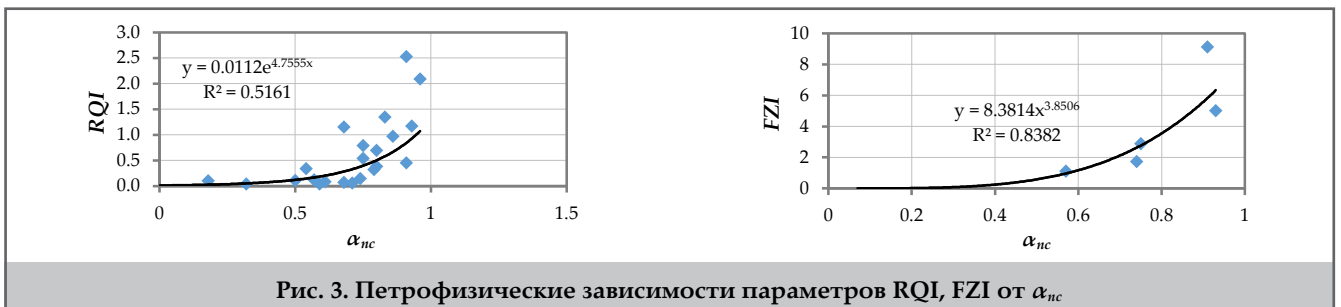 3.0
2.5
2.0
1.5
1.0
0.5
0.0
RQI
y = 0.0112e^4.7555x
R² = 0.5161
0 0.5 1 1.5
α_пс
10
8
6
4
2
0
FZI
y = 8.3814x^3.8506
R² = 0.8382
0 0.2 0.4 0.6 0.8 1
α_пс
Рис. 3. Петрофизические зависимости параметров RQI, FZI от α_пс